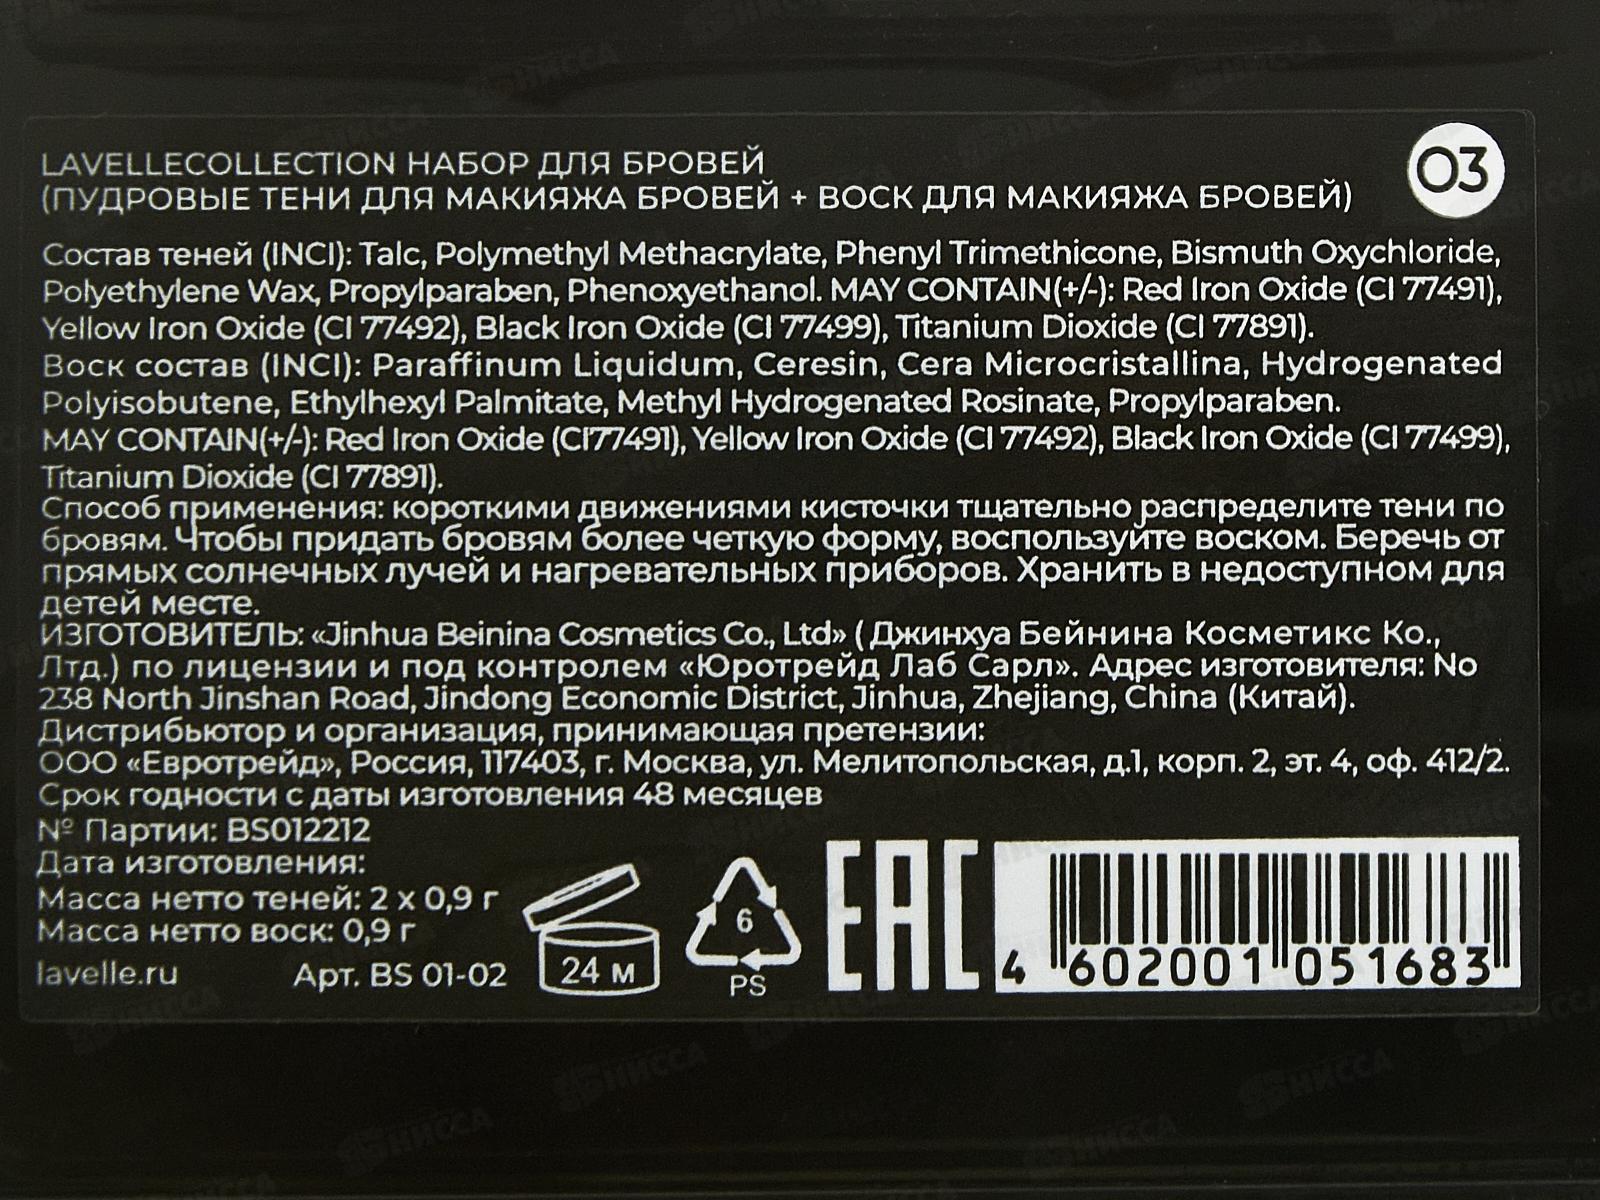 LAVELLECOLLECTION НАБОР ДЛЯ БРОВЕЙ
(ПУДРОВЫЕ ТЕНИ ДЛЯ МАКИЯЖА БРОВЕЙ + ВОСК ДЛЯ МАКИЯЖА БРОВЕЙ)
03
Состав теней (INCI): Talc, Polymethyl Methacrylate, Phenyl Trimethicone, Bismuth Oxychloride,
Polyethylene Wax, Propylparaben, Phenoxyethanol. MAY CONTAIN(+/-): Red Iron Oxide (CI 77491),
Yellow Iron Oxide (CI 77492), Black Iron Oxide (CI 77499), Titanium Dioxide (CI 77891).
Воск состав (INCI): Paraffinum Liquidum, Ceresin, Cera Microcristallina, Hydrogenated
Polyisobutene, Ethylhexyl Palmitate, Methyl Hydrogenated Rosinate, Propylparaben.
MAY CONTAIN(+/-): Red Iron Oxide (CI77491), Yellow Iron Oxide (CI 77492), Black Iron Oxide (CI 77499),
Titanium Dioxide (CI 77891).
Способ применения: короткими движениями кисточки тщательно распределите тени по
бровям. Чтобы придать бровям более четкую форму, воспользуйте воском. Беречь от
прямых солнечных лучей и нагревательных приборов. Хранить в недоступном для
детей месте.
ИЗГОТОВИТЕЛЬ: «Jinhua Beinina Cosmetics Co., Ltd» (Джинхуа Бейнина Косметикс Ко.,
Лтд.) по лицензии и под контролем «Юротрейд Лаб Сарл». Адрес изготовителя: No
238 North Jinshan Road, Jindong Economic District, Jinhua, Zhejiang, China (Китай).
Дистрибьютор и организация, принимающая претензии:
ООО «Евротрейд», Россия, 117403, г. Москва, ул. Мелитопольская, д.1, корп. 2, эт. 4, оф. 412/2.
Срок годности с даты изготовления 48 месяцев
№ Партии: BS012212
Дата изготовления:
Масса нетто теней: 2 х 0,9 г
Масса нетто воск: 0,9 г
lavelle.ru Арт. BS 01-02
24 м
6
PS
EAC
4 602001 051683
НИССА